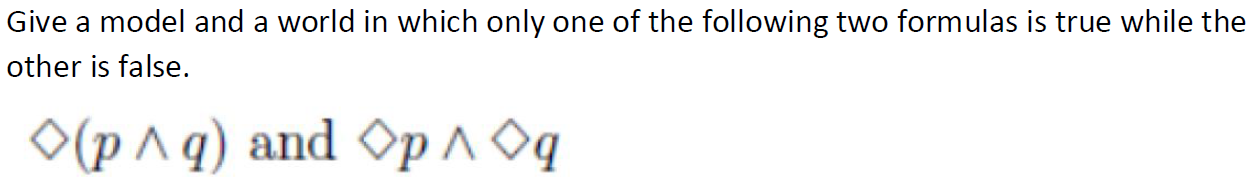 Give a model and a world in which only one of the following two formulas is true while the
other is false.
◇(p ∧ q) and ◇p ∧ ◇q